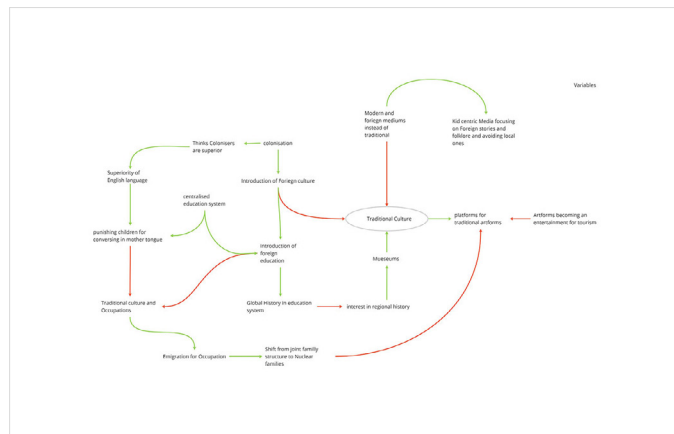 Variables
Modern and
foriegn mediums
instead of
traditional
Kid centric Media focusing
on Foreign stories and
folklore and avoiding local
ones
Thinks Colonisers
are superior
colonisation
Superiority of
English language
Introduction of Foriegn culture
centralised
education system
Traditional Culture
platforms for
traditional artforms
Artforms becoming an
entertainment for tourism
punishing children for
conversing in mother tongue
Introduction of
foreign
education
Mueseums
Traditional culture and
Occupations
Global History in education
system
Interest in regional history
Emigration for Occupation
Shift from Joint family
structure to Nuclear
families